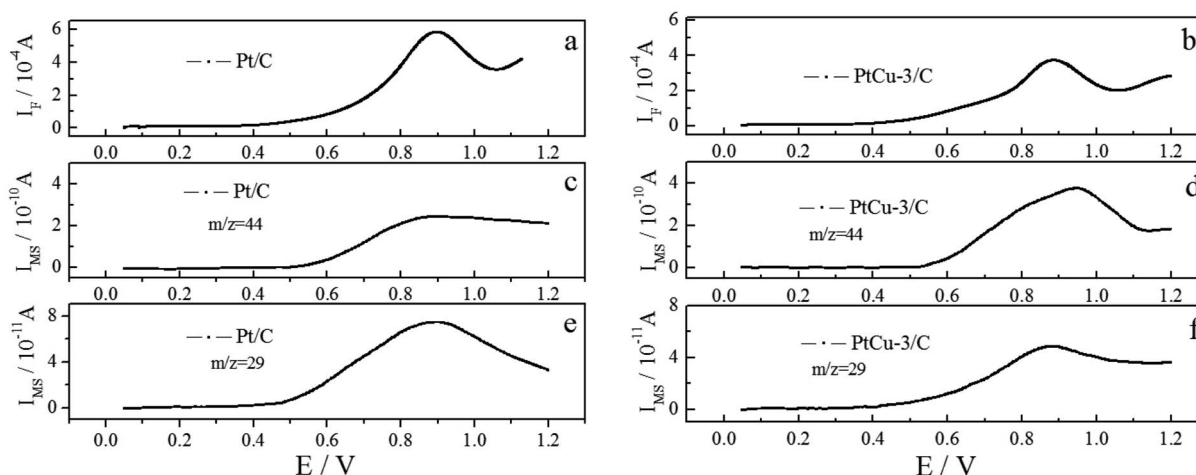 a
I_F / 10⁻⁴ A
6
4
2
0
—·— Pt/C
0.0 0.2 0.4 0.6 0.8 1.0 1.2
b
I_F / 10⁻⁴ A
6
4
2
0
—·— PtCu-3/C
0.0 0.2 0.4 0.6 0.8 1.0 1.2
c
I_MS / 10⁻¹⁰ A
4
2
0
—·— Pt/C
m/z=44
0.0 0.2 0.4 0.6 0.8 1.0 1.2
d
I_MS / 10⁻¹⁰ A
4
2
0
—·— PtCu-3/C
m/z=44
0.0 0.2 0.4 0.6 0.8 1.0 1.2
e
I_MS / 10⁻¹¹ A
8
4
0
—·— Pt/C
m/z=29
0.0 0.2 0.4 0.6 0.8 1.0 1.2
E / V
f
I_MS / 10⁻¹¹ A
8
4
0
—·— PtCu-3/C
m/z=29
0.0 0.2 0.4 0.6 0.8 1.0 1.2
E / V